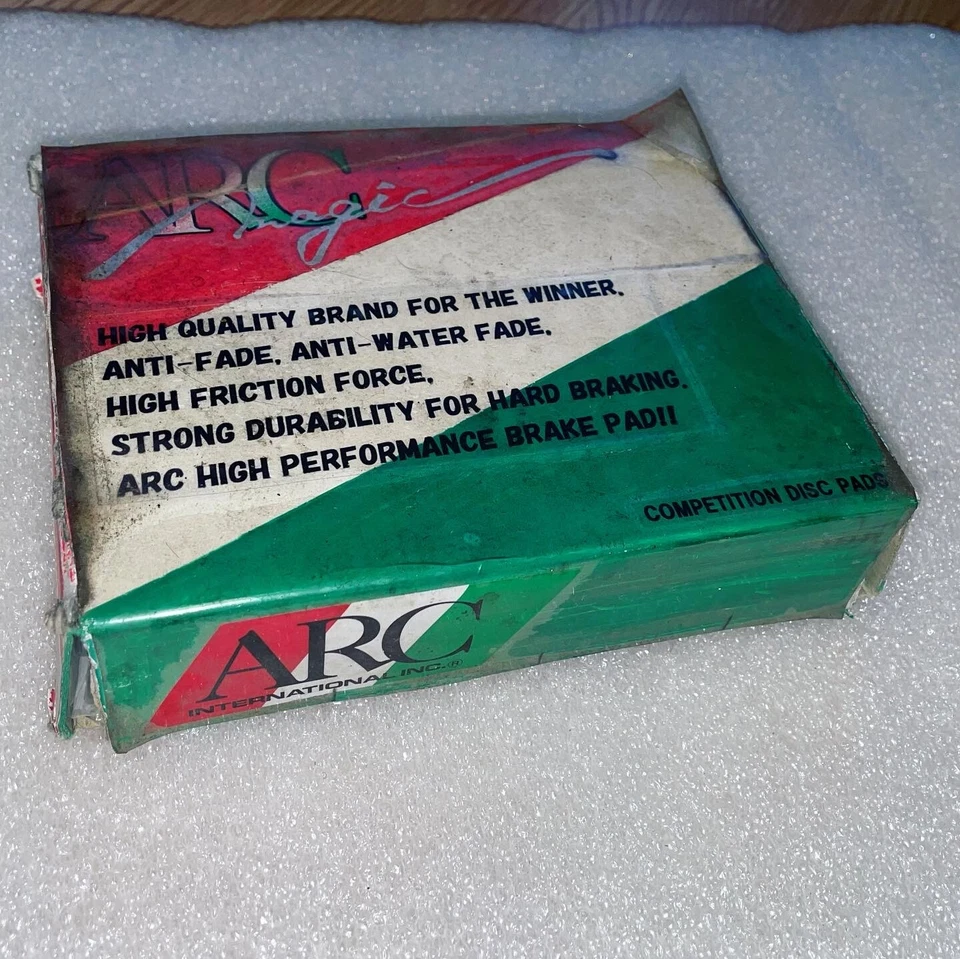 ARC
magic
HIGH QUALITY BRAND FOR THE WINNER.
ANTI-FADE. ANTI-WATER FADE.
HIGH FRICTION FORCE.
STRONG DURABILITY FOR HARD BRAKING.
ARC HIGH PERFORMANCE BRAKE PAD!!
COMPETITION DISC PADS
ARC
INTERNATIONAL INC.®